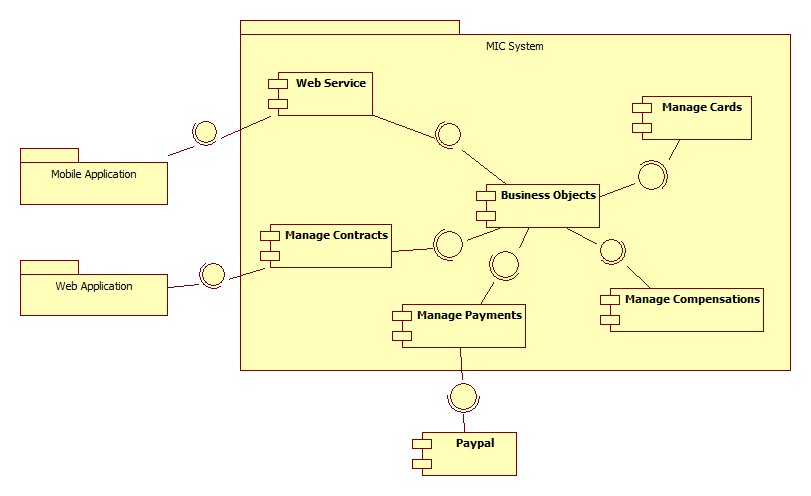 MIC System
Web Service
Manage Cards
Mobile Application
Business Objects
Manage Contracts
Web Application
Manage Compensations
Manage Payments
Paypal